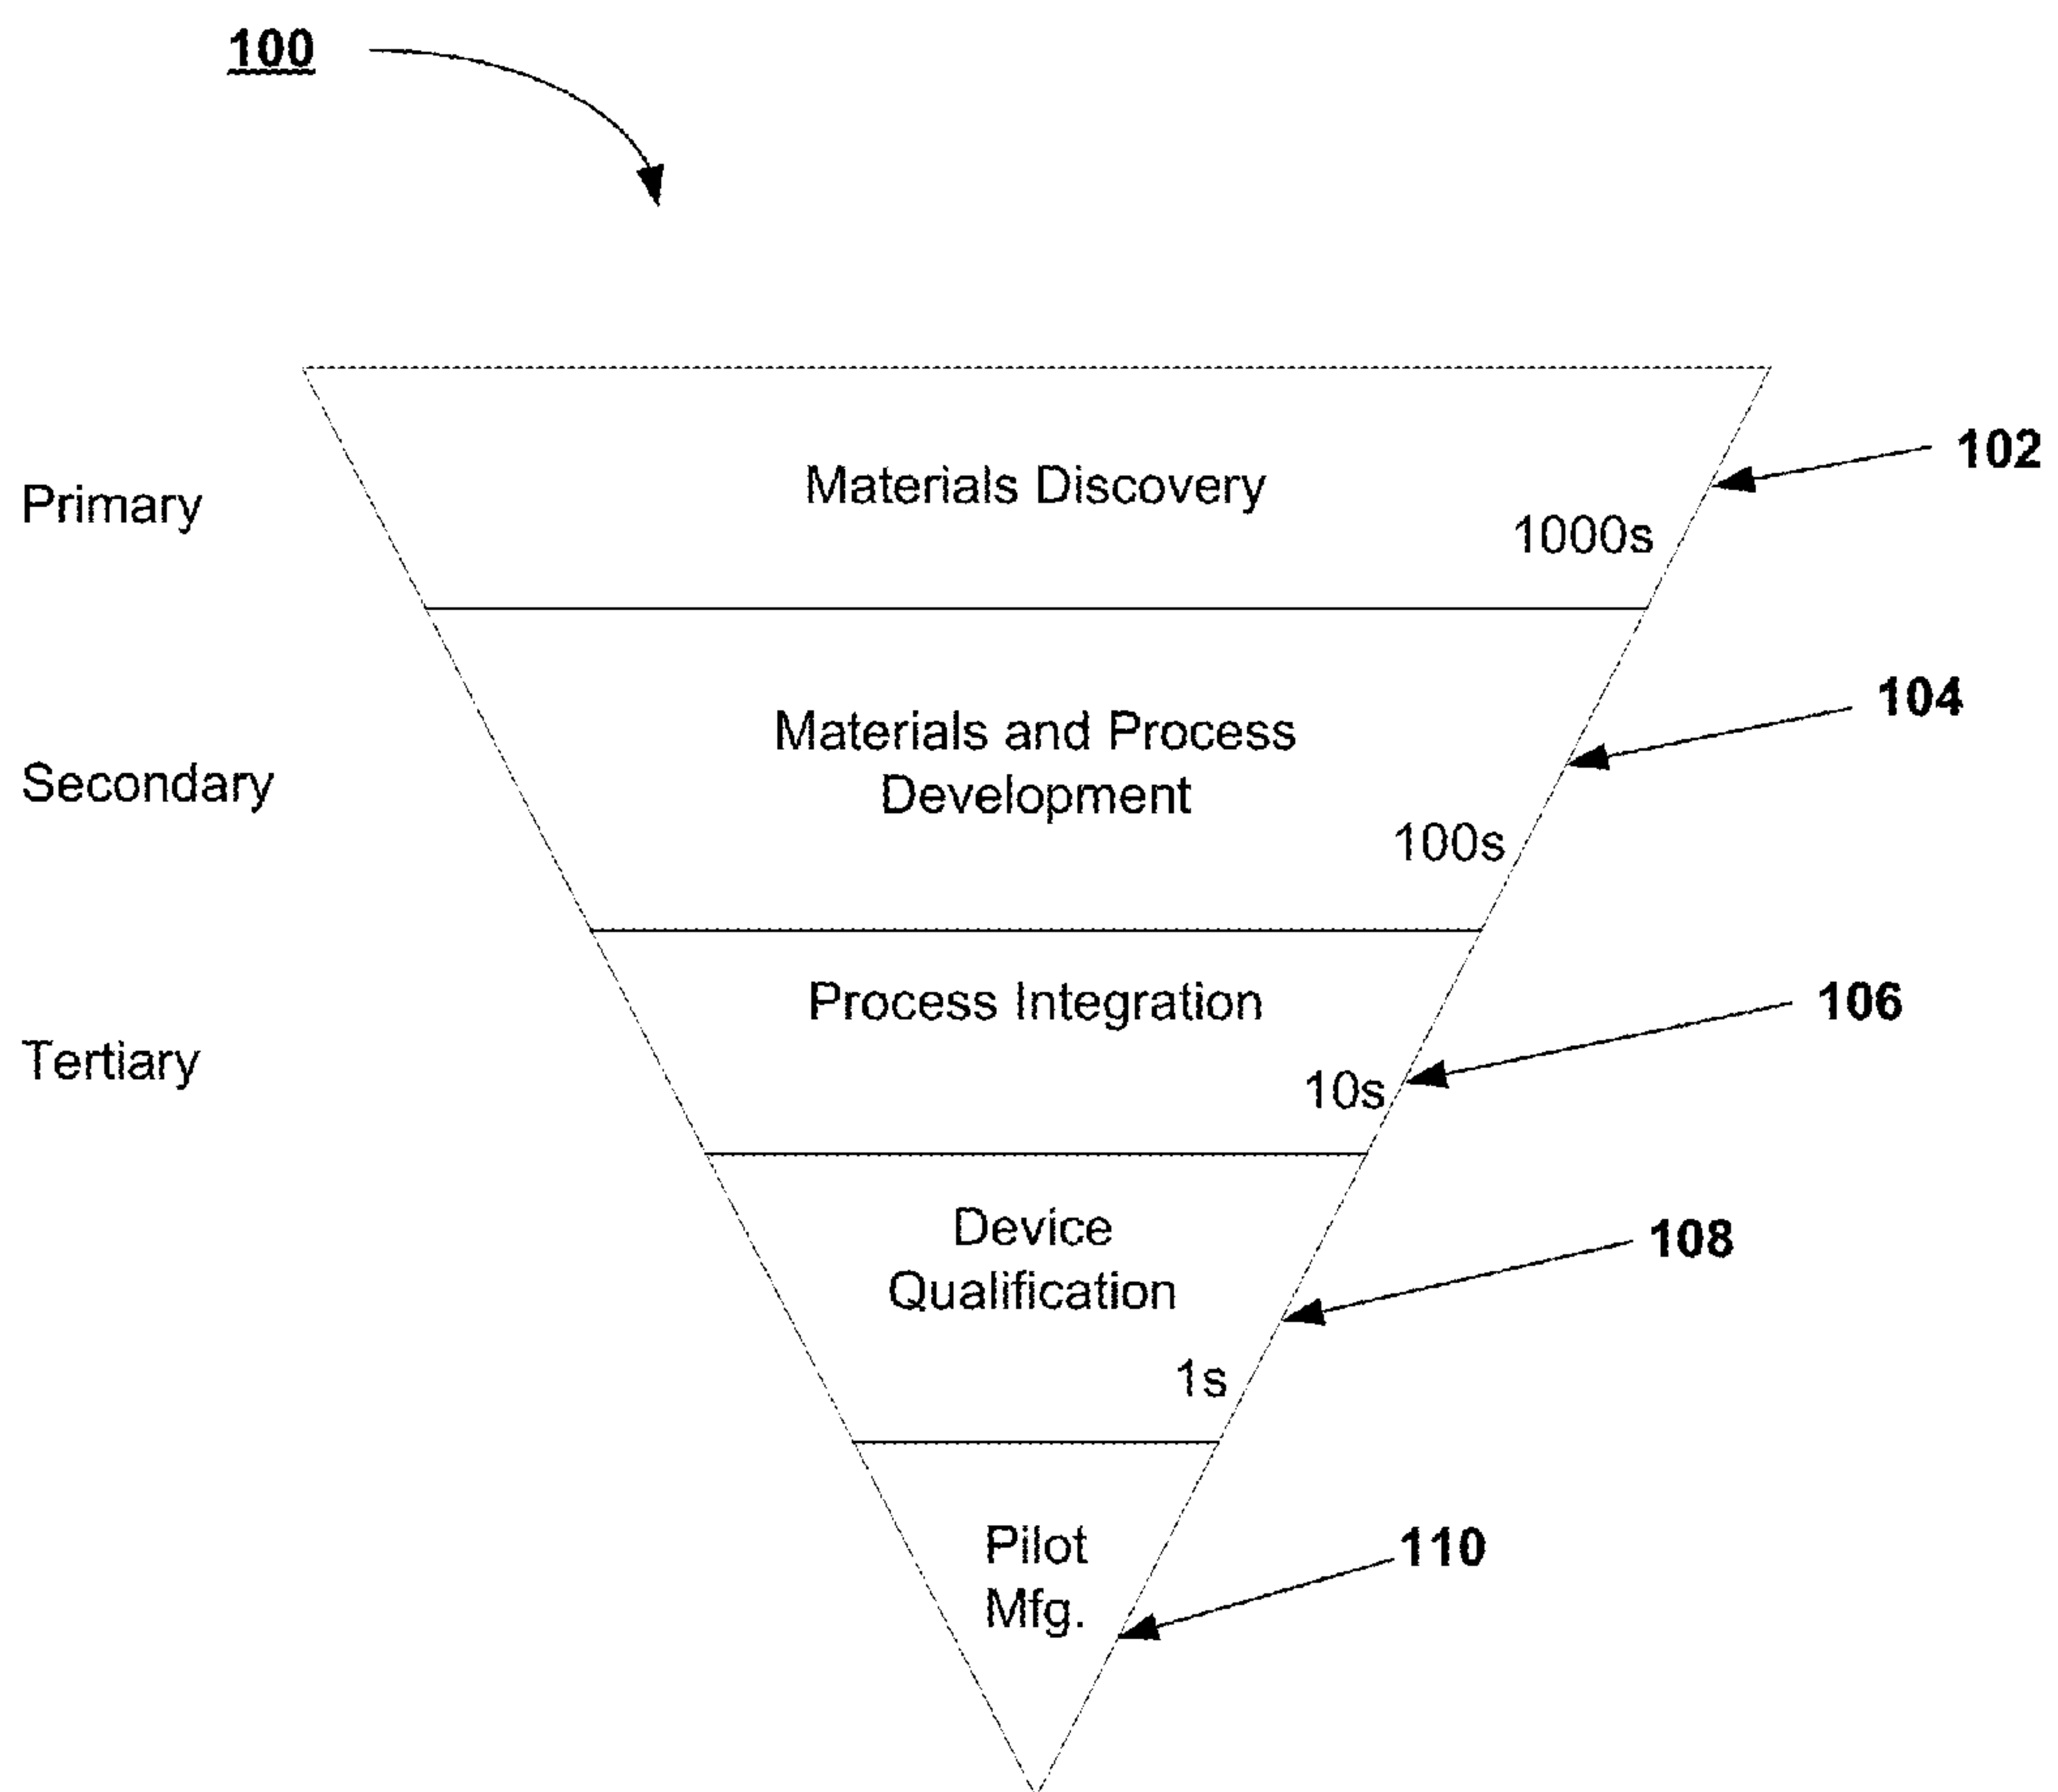 100
102
Primary
Materials Discovery
1000s
104
Secondary
Materials and Process
Development
100s
106
Tertiary
Process Integration
10s
108
Device
Qualification
1s
110
Pilot
Mfg.